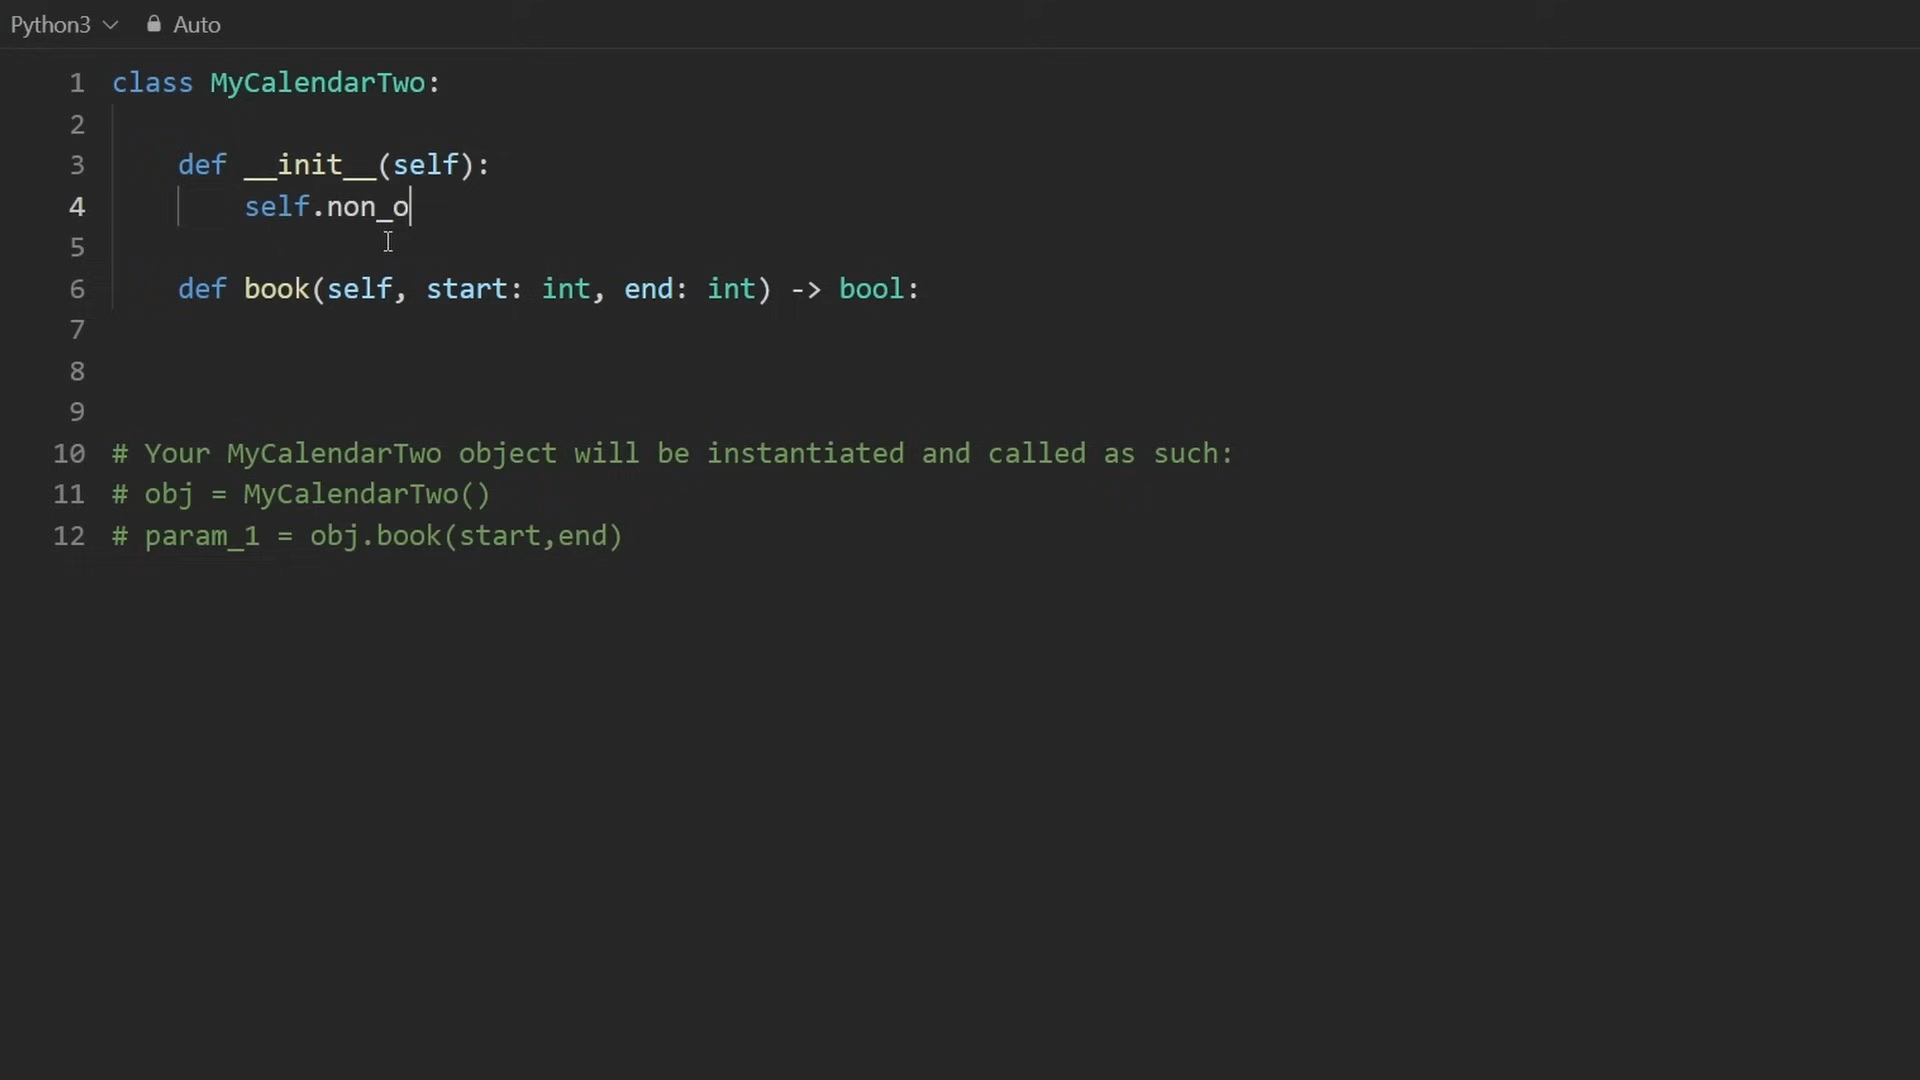 Python3 Auto
1 class MyCalendarTwo:
2
3 def __init__(self):
4 self.non_o
5
6 def book(self, start: int, end: int) -> bool:
7
8
9
10 # Your MyCalendarTwo object will be instantiated and called as such:
11 # obj = MyCalendarTwo()
12 # param_1 = obj.book(start,end)